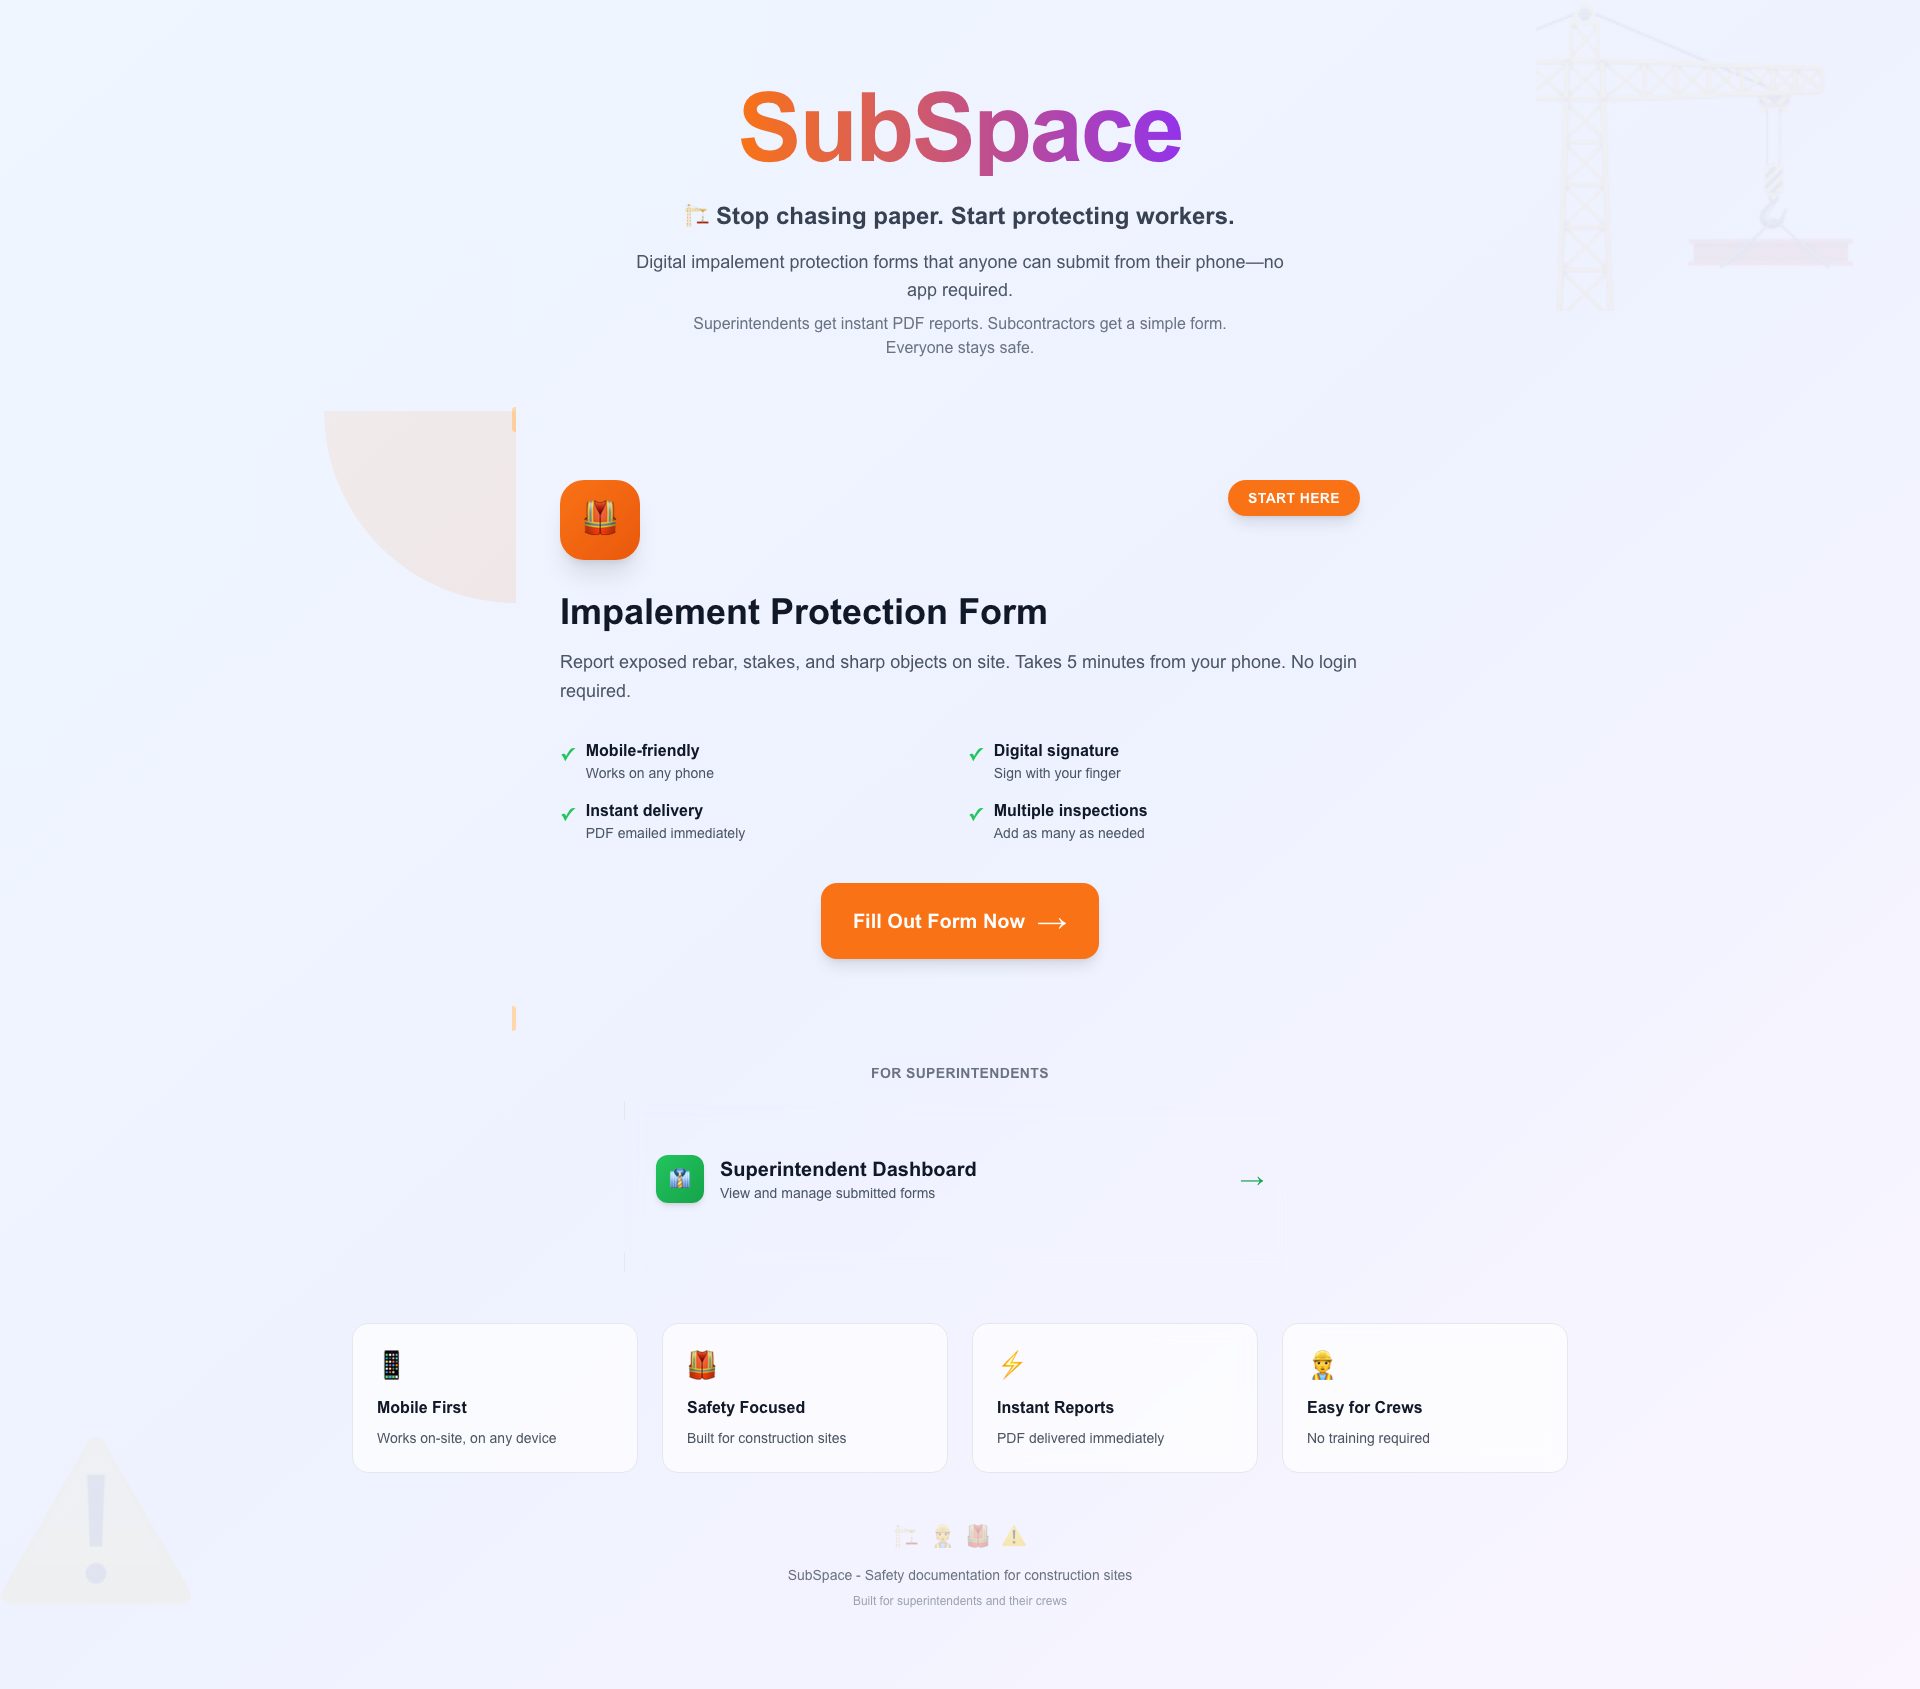 SubSpace
Stop chasing paper. Start protecting workers.
Digital impalement protection forms that anyone can submit from their phone—no
app required.
Superintendents get instant PDF reports. Subcontractors get a simple form.
Everyone stays safe.
START HERE
Impalement Protection Form
Report exposed rebar, stakes, and sharp objects on site. Takes 5 minutes from your phone. No login
required.
✓ Mobile-friendly
Works on any phone
✓ Digital signature
Sign with your finger
✓ Instant delivery
PDF emailed immediately
✓ Multiple inspections
Add as many as needed
Fill Out Form Now →
FOR SUPERINTENDENTS
Superintendent Dashboard →
View and manage submitted forms
Mobile First
Works on-site, on any device
Safety Focused
Built for construction sites
Instant Reports
PDF delivered immediately
Easy for Crews
No training required
SubSpace - Safety documentation for construction sites
Built for superintendents and their crews